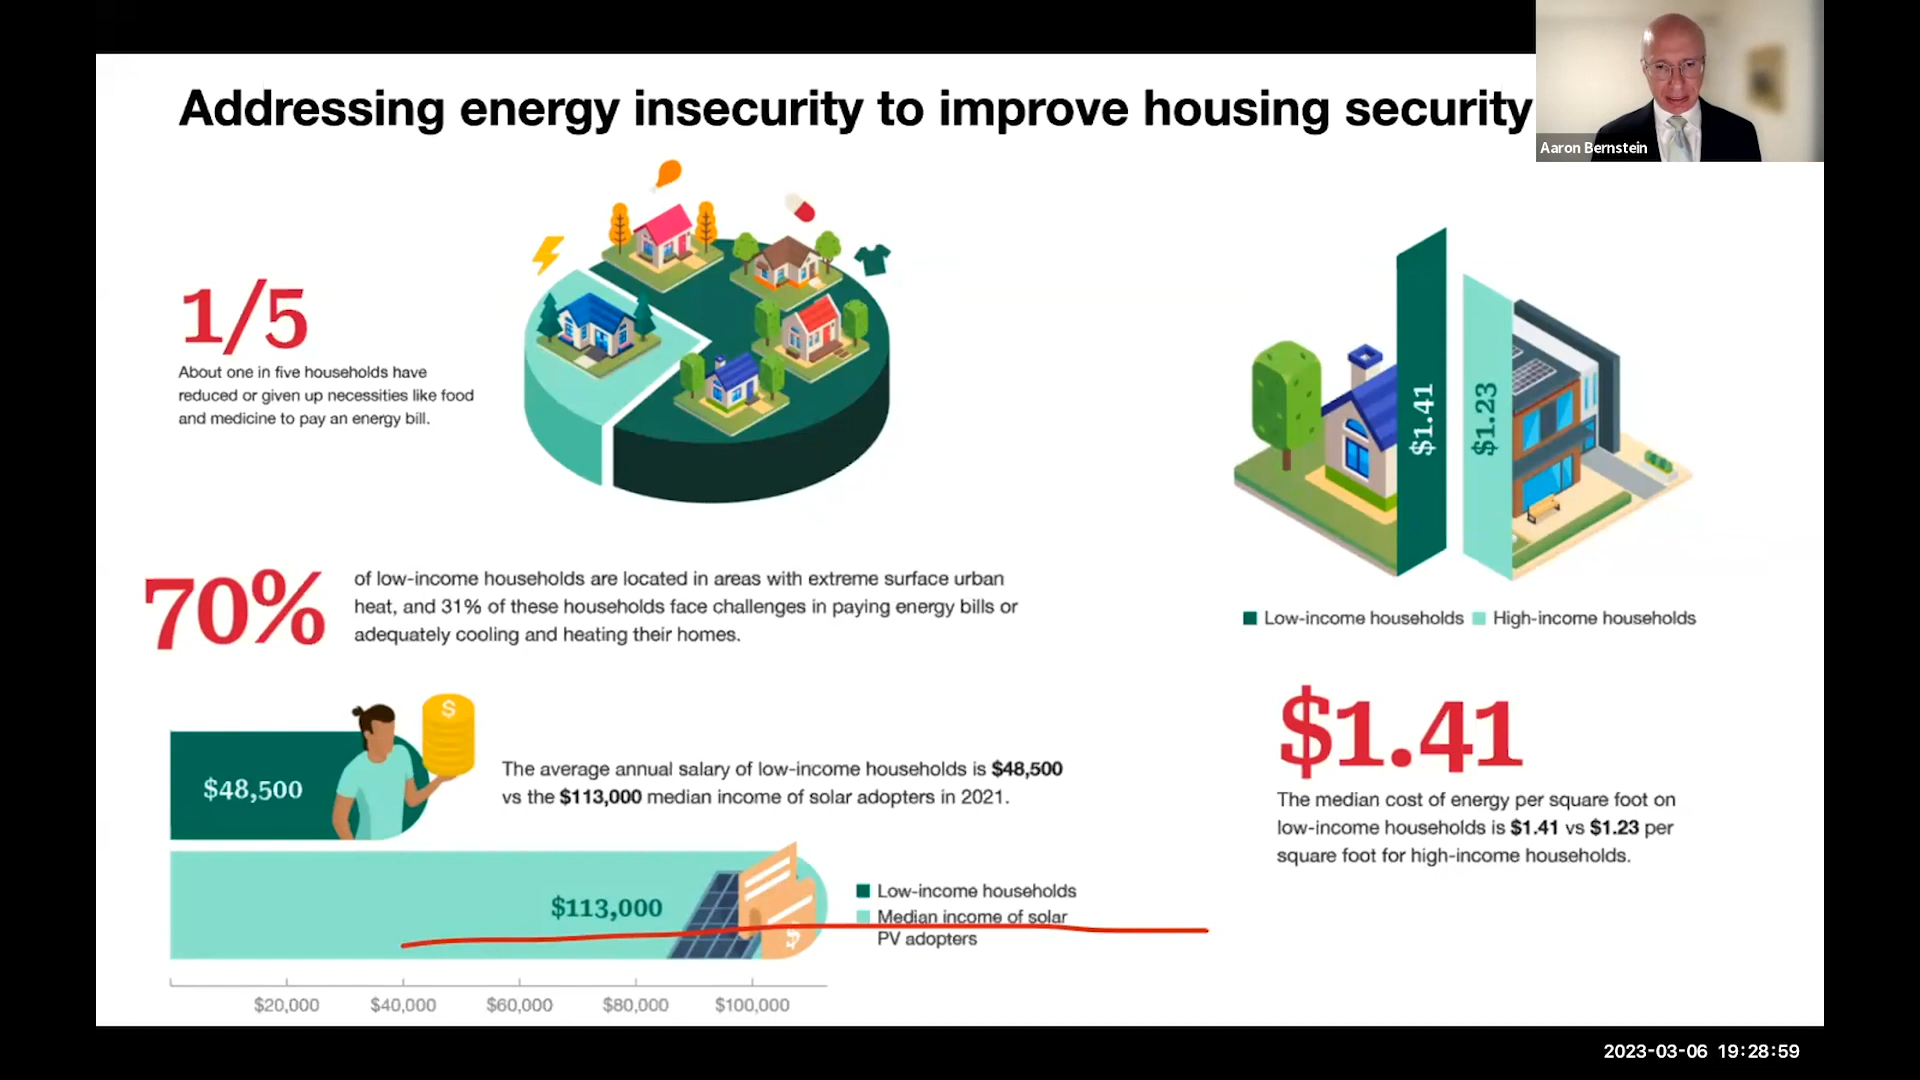 Addressing energy insecurity to improve housing security
Aaron Bernstein
1/5
About one in five households have
reduced or given up necessities like food
and medicine to pay an energy bill.
$1.41
$1.23
Low-income households
High-income households
70%
of low-income households are located in areas with extreme surface urban
heat, and 31% of these households face challenges in paying energy bills or
adequately cooling and heating their homes.
$
$48,500
The average annual salary of low-income households is $48,500
vs the $113,000 median income of solar adopters in 2021.
$113,000
$
Low-income households
Median income of solar
PV adopters
$20,000
$40,000
$60,000
$80,000
$100,000
$1.41
The median cost of energy per square foot on
low-income households is $1.41 vs $1.23 per
square foot for high-income households.
2023-03-06 19:28:59